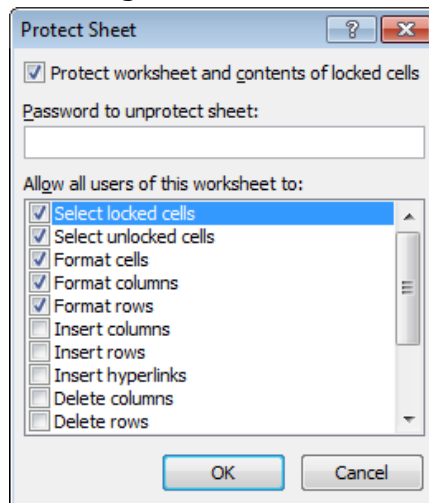 Protect Sheet
Protect worksheet and contents of locked cells
Password to unprotect sheet:
Allow all users of this worksheet to:
Select locked cells
Select unlocked cells
Format cells
Format columns
Format rows
Insert columns
Insert rows
Insert hyperlinks
Delete columns
Delete rows
OK Cancel